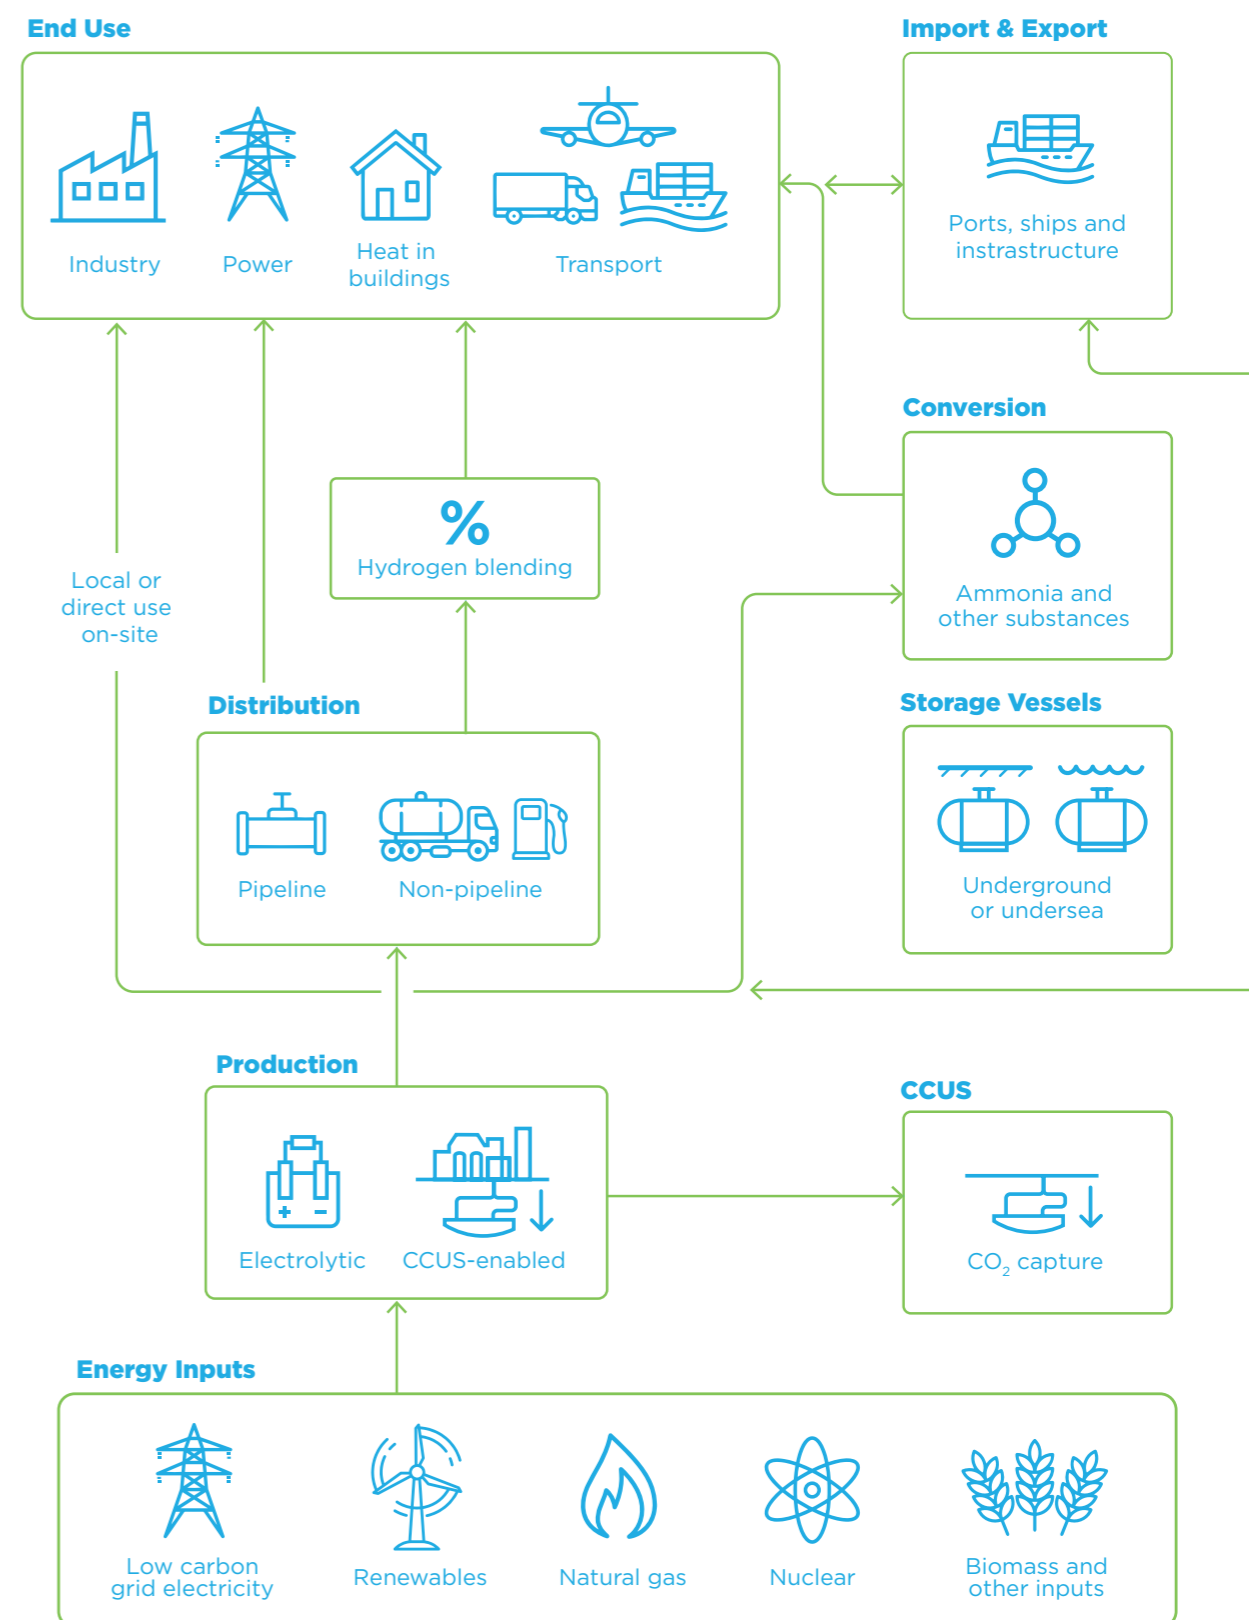 End Use
Industry
Power
Heat in
buildings
Transport
Import & Export
Ports, ships and
instrastructure
Conversion
Ammonia and
other substances
%
Hydrogen blending
Local or
direct use
on-site
Distribution
Pipeline
Non-pipeline
Storage Vessels
Underground
or undersea
Production
+ −
Electrolytic
CCUS-enabled
CCUS
CO₂ capture
Energy Inputs
Low carbon
grid electricity
Renewables
Natural gas
Nuclear
Biomass and
other inputs